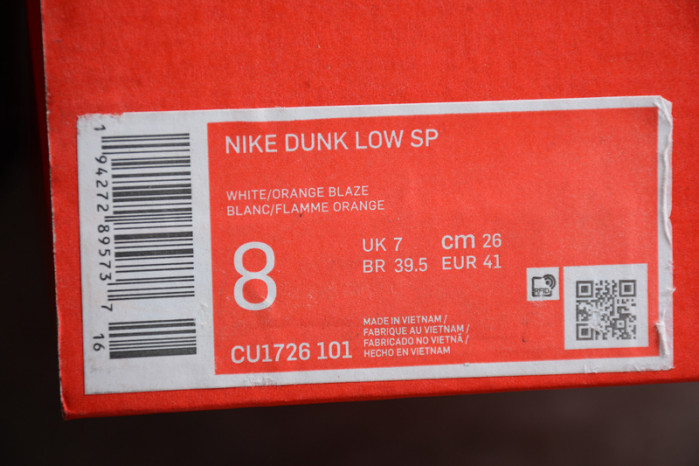 NIKE DUNK LOW SP
WHITE/ORANGE BLAZE
BLANC/FLAMME ORANGE
8
UK 7 cm 26
BR 39.5 EUR 41
CU1726 101
MADE IN VIETNAM /
FABRIQUE AU VIETNAM /
FABRICADO NO VIETNÃ /
HECHO EN VIETNAM
RFID
1 94272 89573 7
16